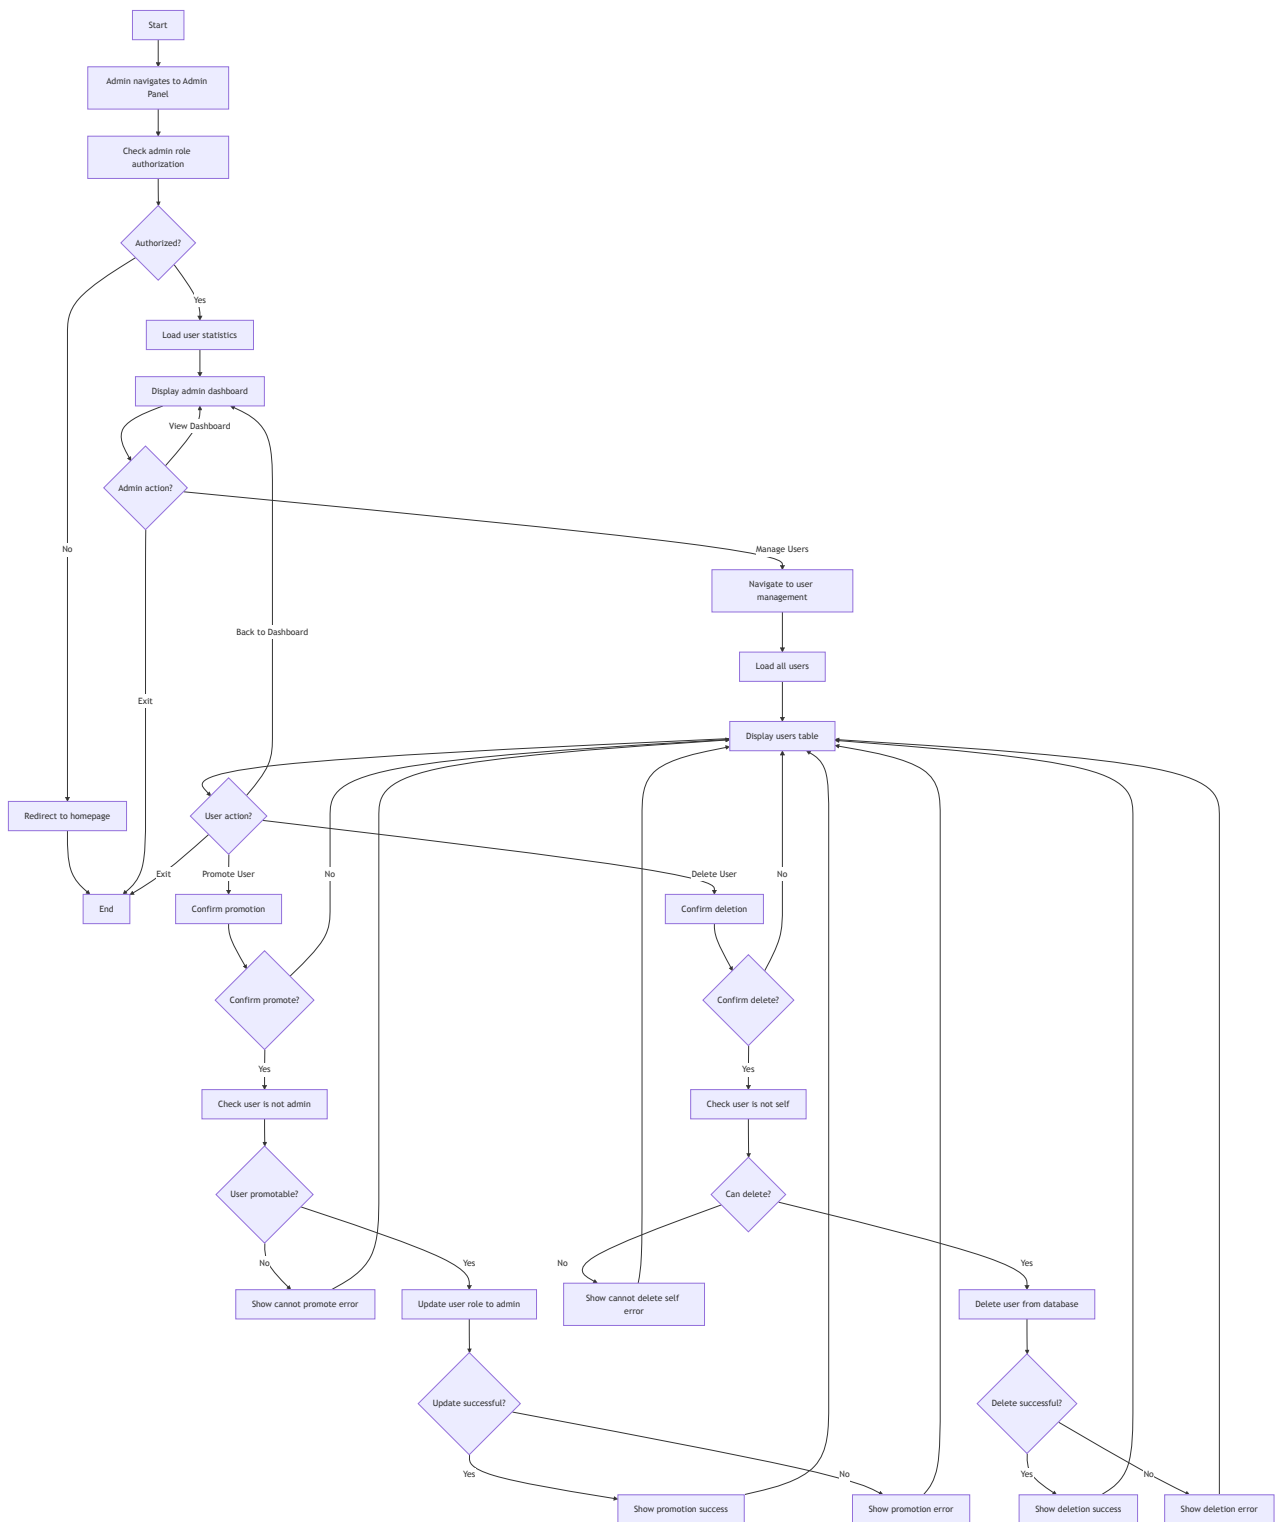 Start
Admin navigates to Admin
Panel
Check admin role
authorization
Authorized?
Yes
Load user statistics
Display admin dashboard
View Dashboard
Admin action?
No
Manage Users
Navigate to user
management
Back to Dashboard
Load all users
Exit
Display users table
Redirect to homepage
User action?
Exit
Promote User
No
Delete User
No
End
Confirm promotion
Confirm deletion
Confirm promote?
Confirm delete?
Yes
Yes
Check user is not admin
Check user is not self
User promotable?
Can delete?
No
Yes
No
Yes
Show cannot promote error
Update user role to admin
Show cannot delete self
error
Delete user from database
Update successful?
Delete successful?
Yes
No
Yes
No
Show promotion success
Show promotion error
Show deletion success
Show deletion error